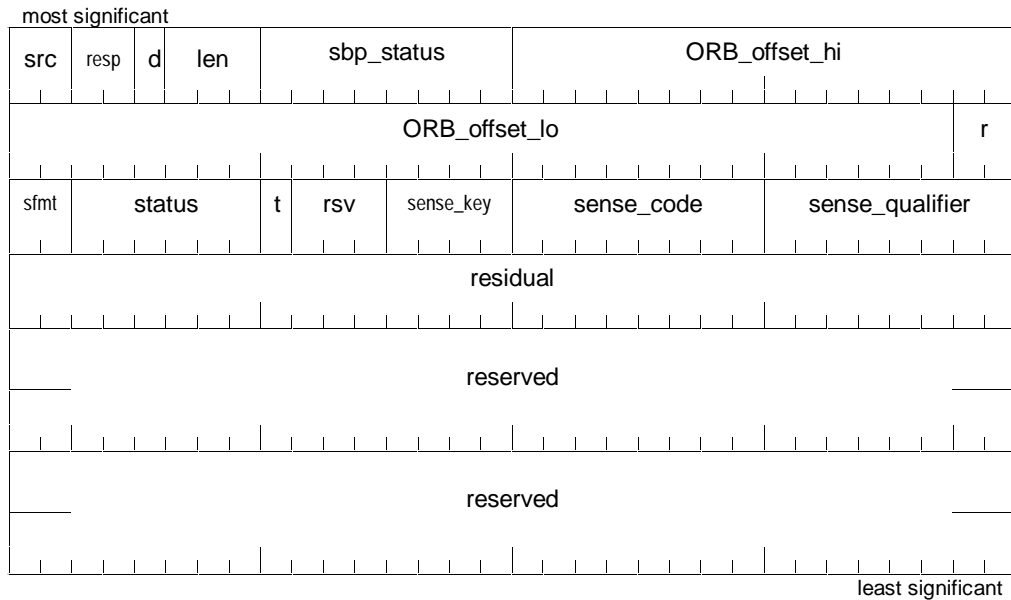 most significant
src resp d len sbp_status ORB_offset_hi
ORB_offset_lo r
sfmt status t rsv sense_key sense_code sense_qualifier
residual
reserved
reserved
least significant